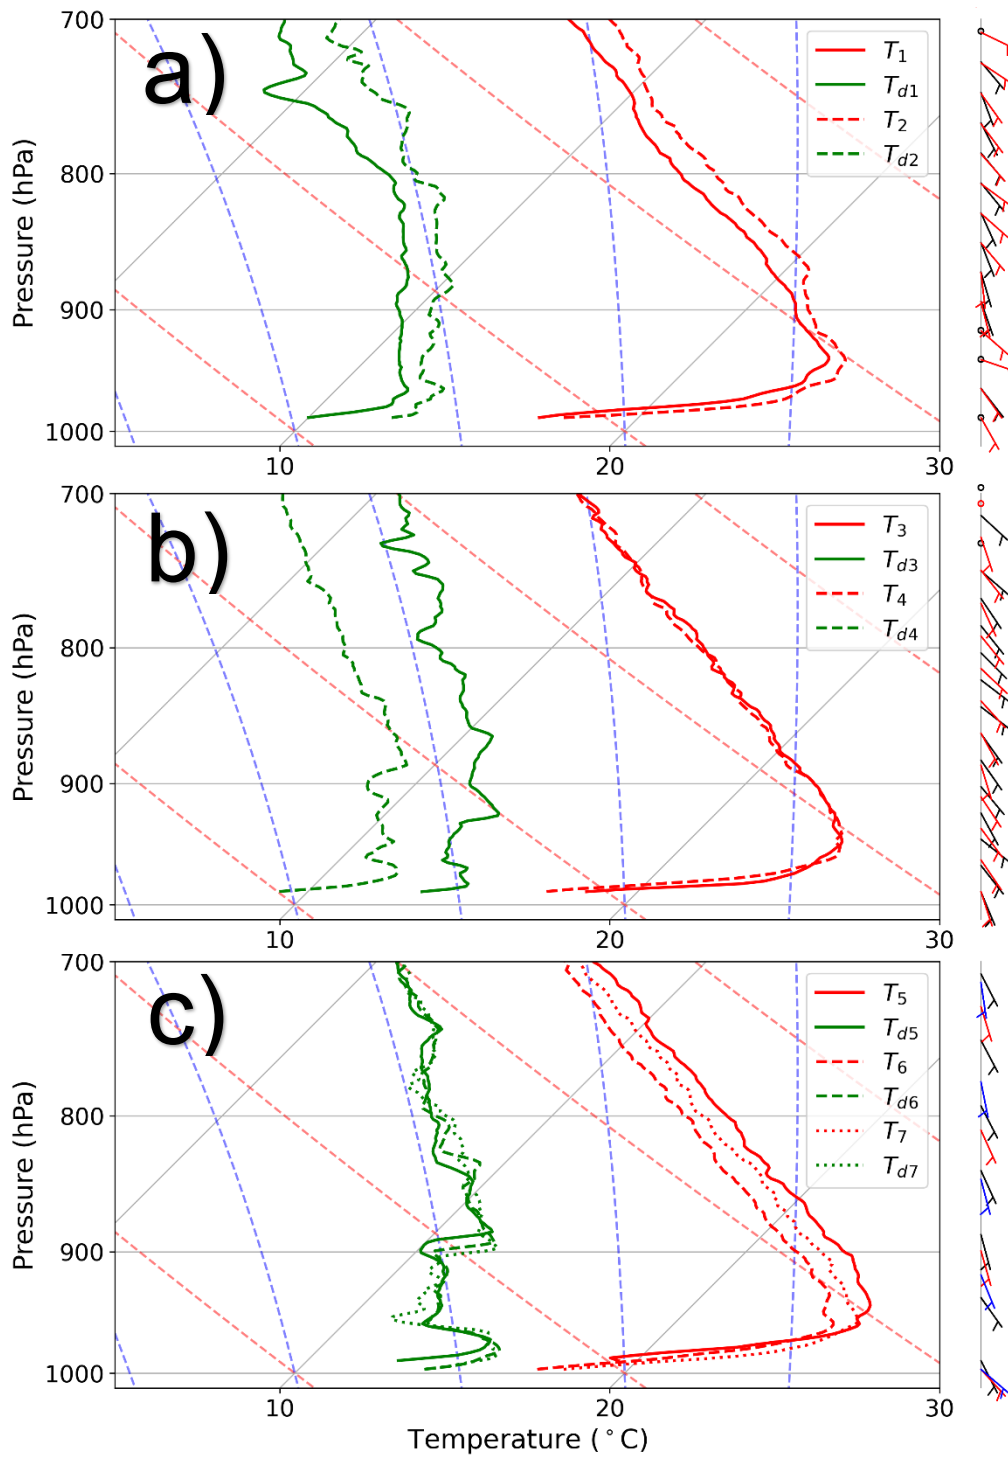 a)
700
800
900
1000
Pressure (hPa)
T1
Td1
T2
Td2
10
20
30
b)
700
800
900
1000
Pressure (hPa)
T3
Td3
T4
Td4
10
20
30
c)
700
800
900
1000
Pressure (hPa)
T5
Td5
T6
Td6
T7
Td7
10
20
30
Temperature (°C)